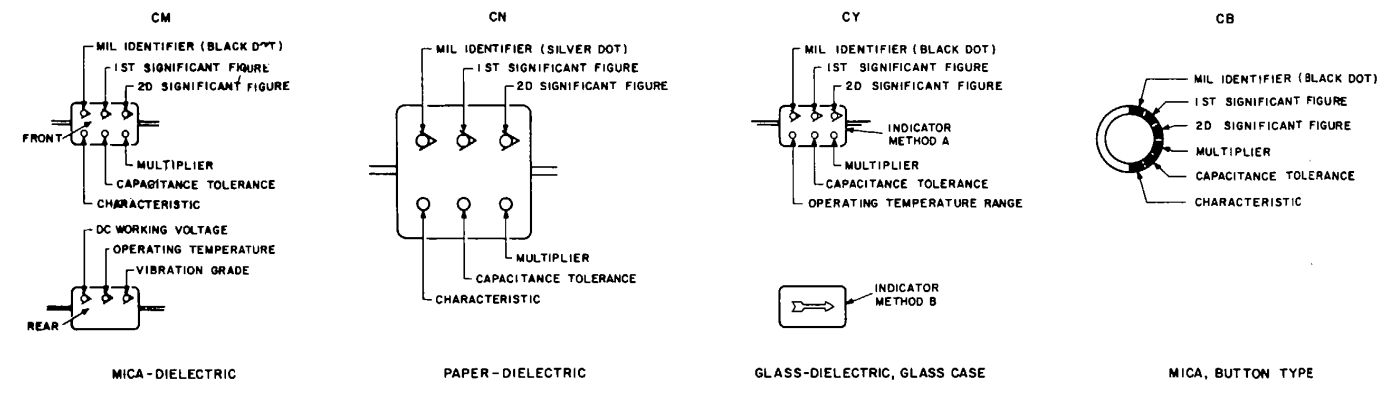 CM
MIL IDENTIFIER (BLACK DOT)
1ST SIGNIFICANT FIGURE
2D SIGNIFICANT FIGURE
FRONT
MULTIPLIER
CAPACITANCE TOLERANCE
CHARACTERISTIC
DC WORKING VOLTAGE
OPERATING TEMPERATURE
VIBRATION GRADE
REAR
MICA-DIELECTRIC
CN
MIL IDENTIFIER (SILVER DOT)
1ST SIGNIFICANT FIGURE
2D SIGNIFICANT FIGURE
MULTIPLIER
CAPACITANCE TOLERANCE
CHARACTERISTIC
PAPER-DIELECTRIC
CY
MIL IDENTIFIER (BLACK DOT)
1ST SIGNIFICANT FIGURE
2D SIGNIFICANT FIGURE
INDICATOR
METHOD A
MULTIPLIER
CAPACITANCE TOLERANCE
OPERATING TEMPERATURE RANGE
INDICATOR
METHOD B
GLASS-DIELECTRIC, GLASS CASE
CB
MIL IDENTIFIER (BLACK DOT)
1ST SIGNIFICANT FIGURE
2D SIGNIFICANT FIGURE
MULTIPLIER
CAPACITANCE TOLERANCE
CHARACTERISTIC
MICA, BUTTON TYPE